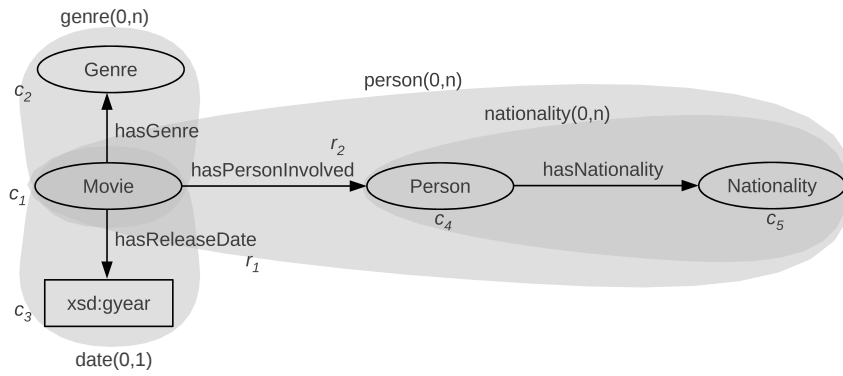 genre(0,n)
Genre
c2
person(0,n)
nationality(0,n)
hasGenre
r2
hasPersonInvolved
hasNationality
c1
Movie
Person
Nationality
c4
c5
hasReleaseDate
r1
c3
xsd:gyear
date(0,1)